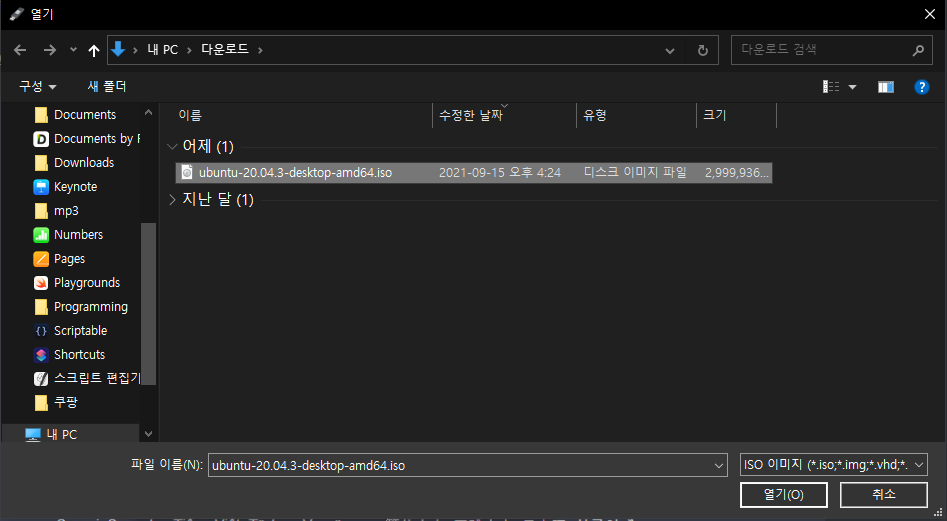 열기
내 PC
다운로드
다운로드 검색
구성
새 폴더
Documents
Documents by F
Downloads
Keynote
mp3
Numbers
Pages
Playgrounds
Programming
Scriptable
Shortcuts
스크립트 편집기
쿠팡
내 PC
이름 수정한 날짜 유형 크기
어제 (1)
ubuntu-20.04.3-desktop-amd64.iso 2021-09-15 오후 4:24 디스크 이미지 파일 2,999,936...
지난 달 (1)
파일 이름(N): ubuntu-20.04.3-desktop-amd64.iso ISO 이미지 (*.iso;*.img;*.vhd;*.
열기(O) 취소